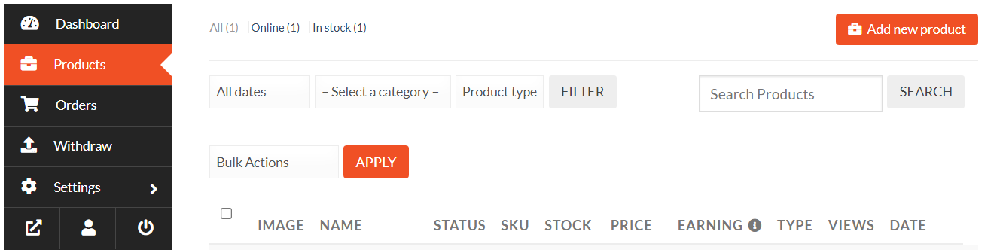 Dashboard
Products
Orders
Withdraw
Settings
All (1) Online (1) In stock (1)
Add new product
All dates – Select a category – Product type FILTER Search Products SEARCH
Bulk Actions APPLY
IMAGE NAME STATUS SKU STOCK PRICE EARNING TYPE VIEWS DATE